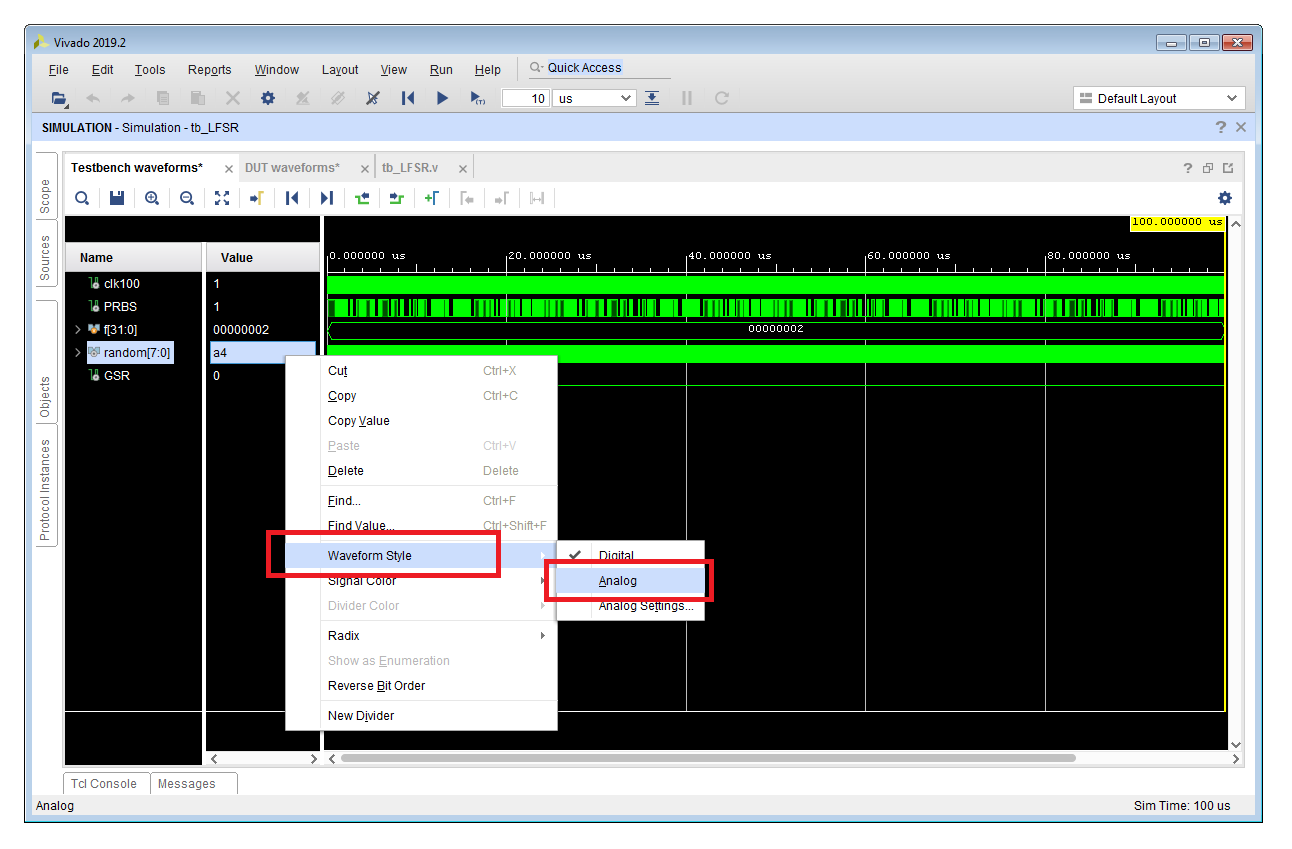 Vivado 2019.2
File Edit Tools Reports Window Layout View Run Help Quick Access
10 us Default Layout
SIMULATION - Simulation - tb_LFSR ? ×
Testbench waveforms* × DUT waveforms* × tb_LFSR.v × ?
Scope
Sources
Objects
Protocol Instances
100.000000 us
Name Value 0.000000 us 20.000000 us 40.000000 us 60.000000 us 80.000000 us
clk100 1
PRBS 1
f[31:0] 00000002 00000002
random[7:0] a4
GSR 0
Cut Ctrl+X
Copy Ctrl+C
Copy Value
Paste Ctrl+V
Delete Delete
Find... Ctrl+F
Find Value... Ctrl+Shift+F
Waveform Style Digital
Signal Color Analog
Divider Color Analog Settings...
Radix
Show as Enumeration
Reverse Bit Order
New Divider
Tcl Console Messages
Analog Sim Time: 100 us